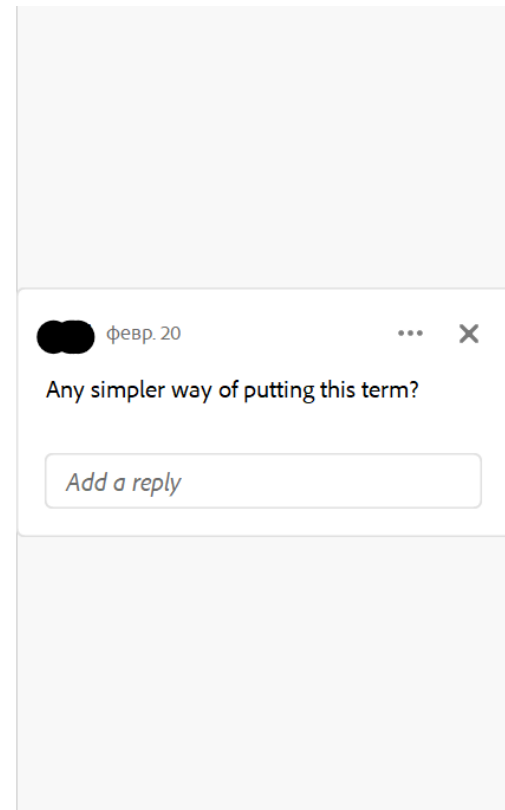 февр. 20
Any simpler way of putting this term?
Add a reply